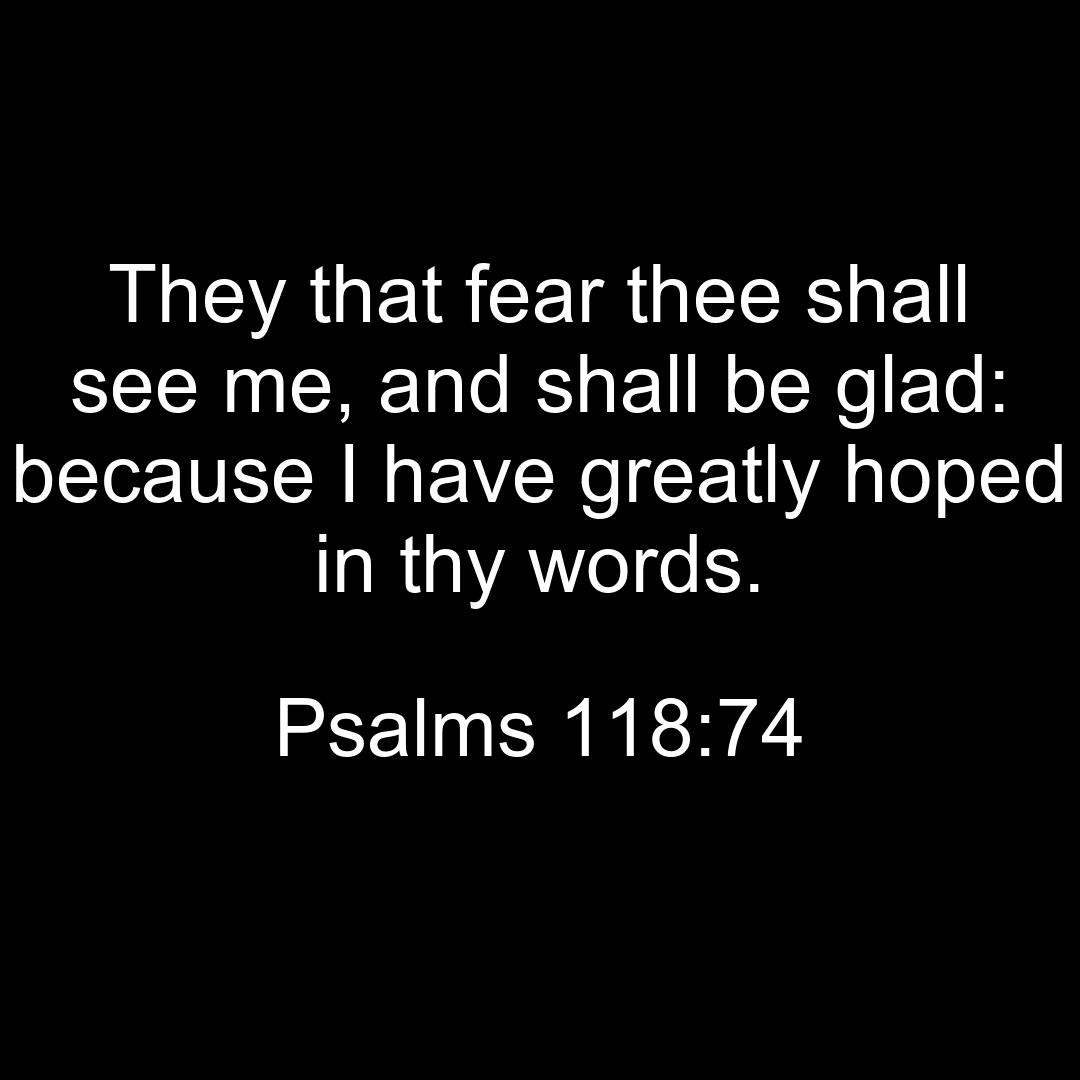 They that fear thee shall
see me, and shall be glad:
because I have greatly hoped
in thy words.
Psalms 118:74